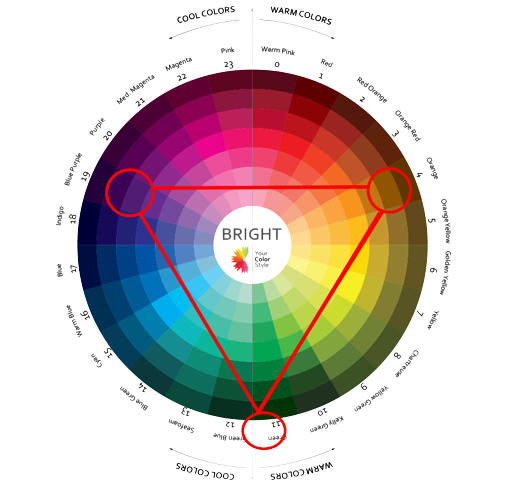 COOL COLORS
WARM COLORS
Warm Pink
0
Red
1
Red Orange
2
Orange Red
3
Orange
4
Orange Yellow
5
Golden Yellow
6
Yellow
7
Chartreuse
8
Yellow Green
9
Kelly Green
10
Green
11
reen Blue
12
Seafoam
13
Blue Green
14
Cyan
15
Warm Blue
16
Blue
17
Indigo
18
Blue Purple
19
Purple
20
Med. Magenta
21
Magenta
22
Pink
23
BRIGHT
Your
Color
Style
COOL COLORS
WARM COLORS